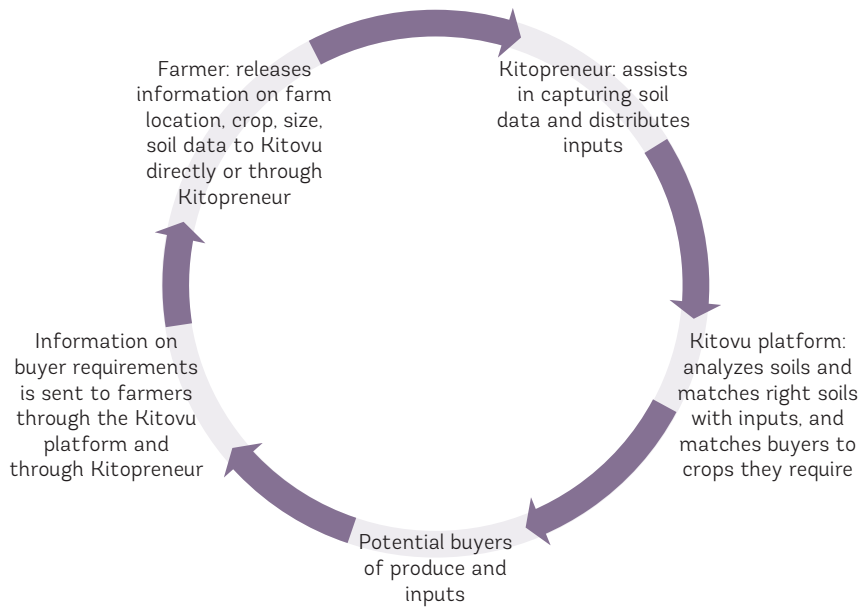 Farmer: releases
information on farm
location, crop, size,
soil data to Kitovu
directly or through
Kitopreneur
Kitopreneur: assists
in capturing soil
data and distributes
inputs
Kitovu platform:
analyzes soils and
matches right soils
with inputs, and
matches buyers to
crops they require
Potential buyers
of produce and
inputs
Information on
buyer requirements
is sent to farmers
through the Kitovu
platform and
through Kitopreneur